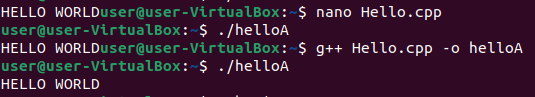 HELLO WORLDuser@user-VirtualBox:~$ nano Hello.cpp
user@user-VirtualBox:~$ ./helloA
HELLO WORLDuser@user-VirtualBox:~$ g++ Hello.cpp -o helloA
user@user-VirtualBox:~$ ./helloA
HELLO WORLD